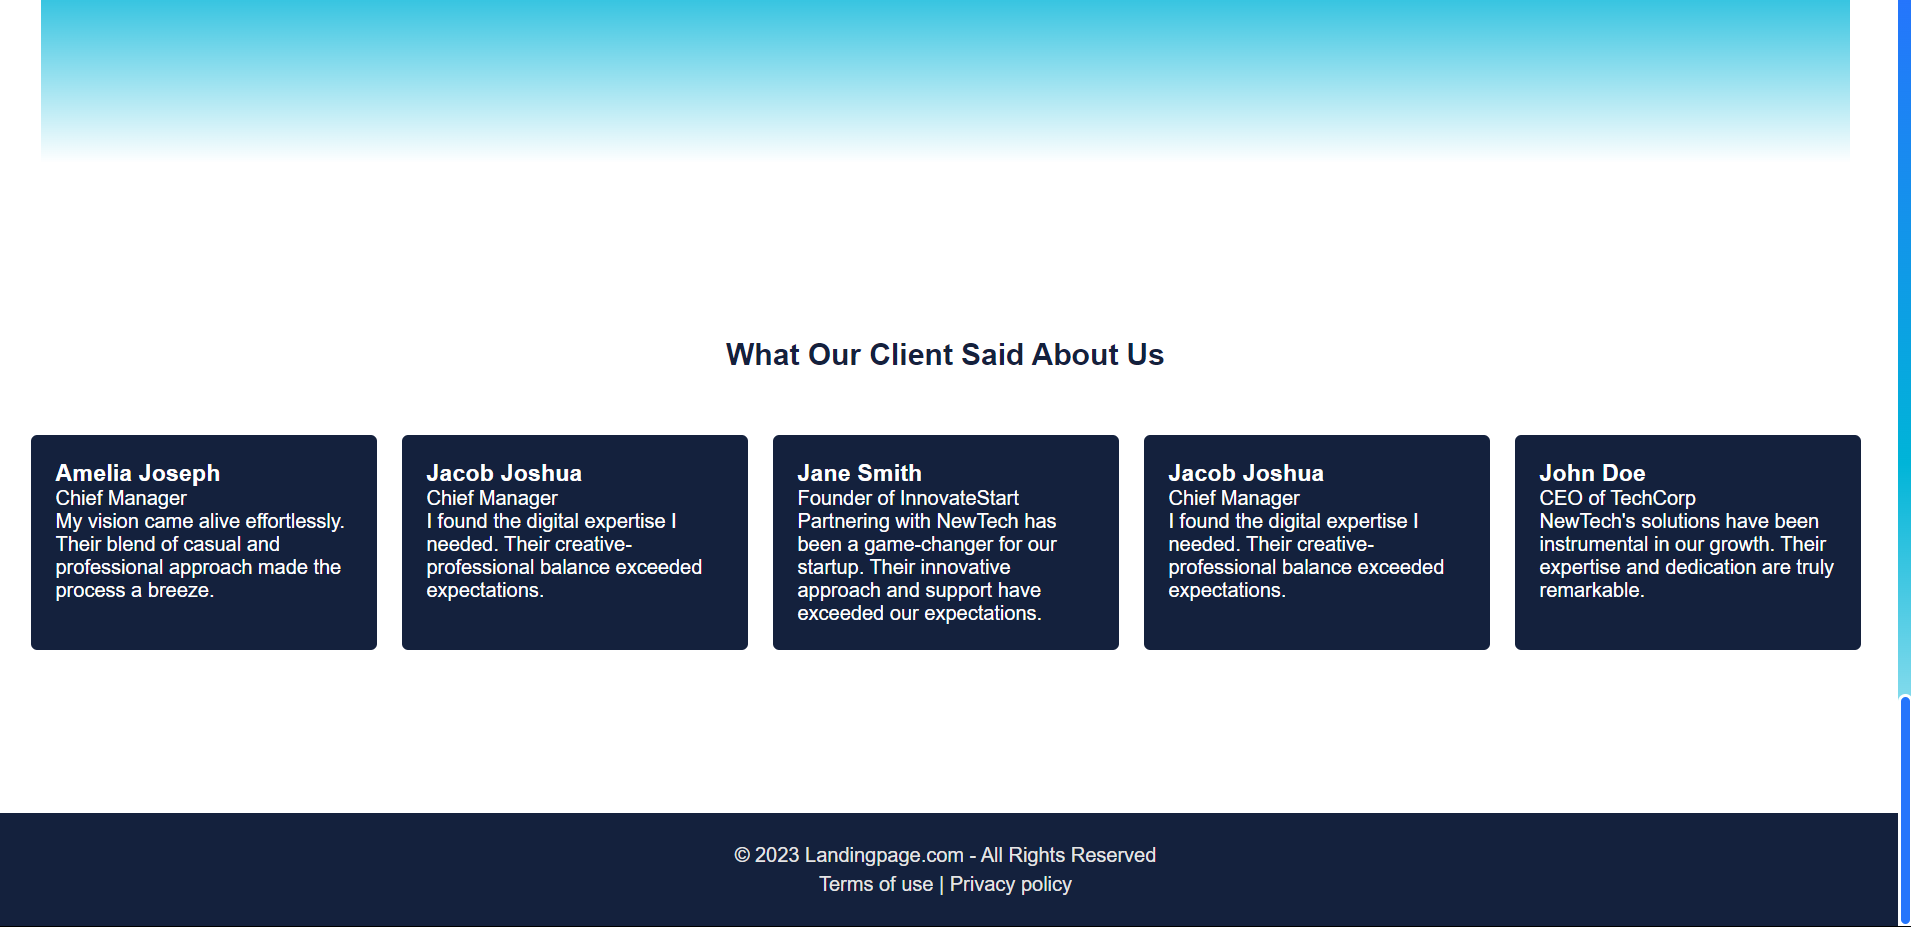 What Our Client Said About Us
Amelia Joseph
Chief Manager
My vision came alive effortlessly.
Their blend of casual and
professional approach made the
process a breeze.
Jacob Joshua
Chief Manager
I found the digital expertise I
needed. Their creative-
professional balance exceeded
expectations.
Jane Smith
Founder of InnovateStart
Partnering with NewTech has
been a game-changer for our
startup. Their innovative
approach and support have
exceeded our expectations.
Jacob Joshua
Chief Manager
I found the digital expertise I
needed. Their creative-
professional balance exceeded
expectations.
John Doe
CEO of TechCorp
NewTech's solutions have been
instrumental in our growth. Their
expertise and dedication are truly
remarkable.
© 2023 Landingpage.com - All Rights Reserved
Terms of use | Privacy policy